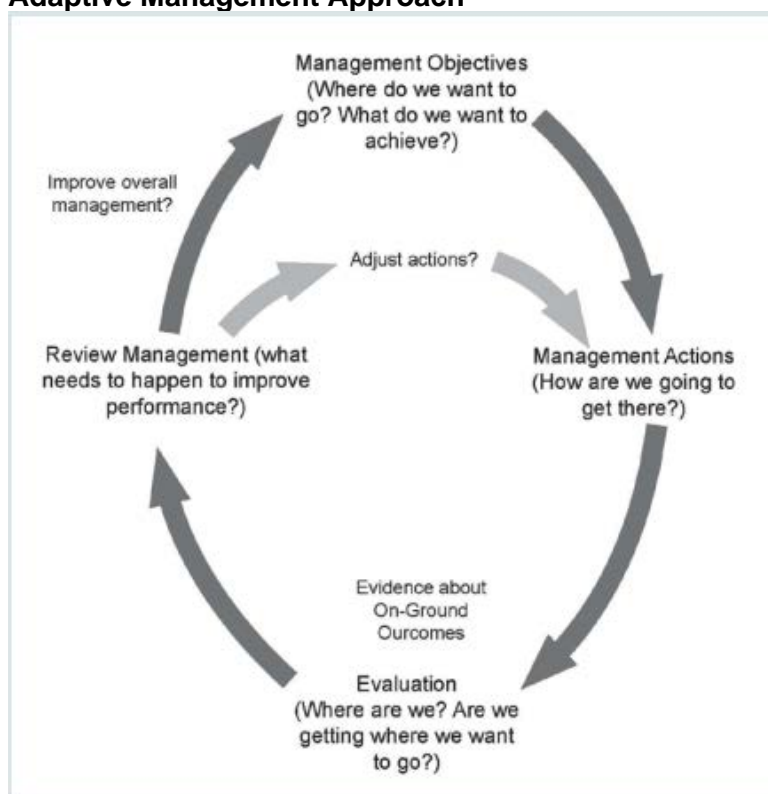 Adaptive Management Approach
Management Objectives
(Where do we want to
go? What do we want to
achieve?)
Improve overall
management?
Adjust actions?
Review Management (what
needs to happen to improve
performance?)
Management Actions
(How are we going to
get there?)
Evidence about
On-Ground
Ourcomes
Evaluation
(Where are we? Are we
getting where we want
to go?)